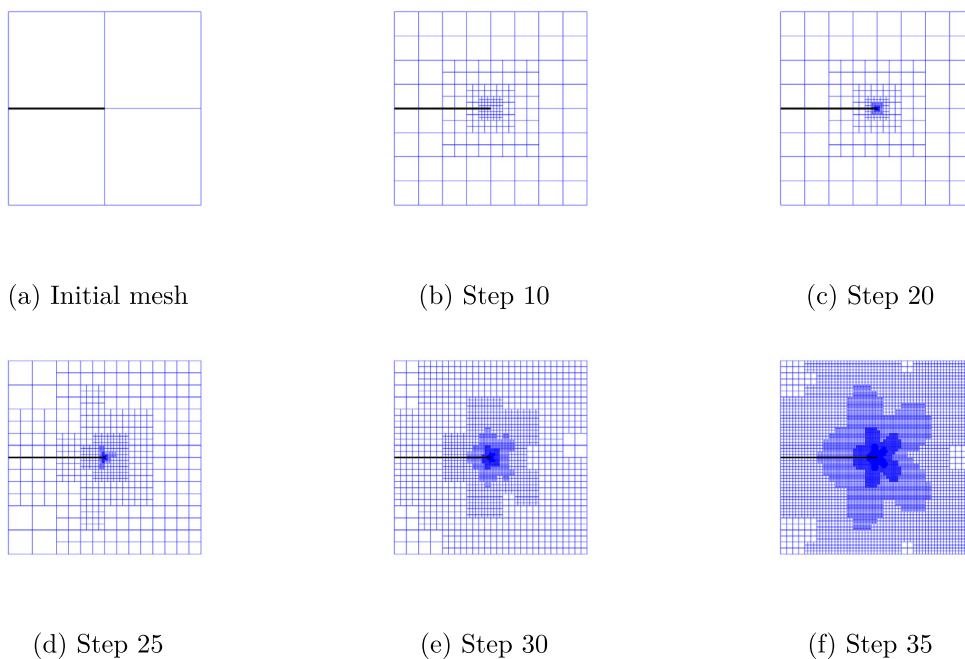 (a) Initial mesh
(b) Step 10
(c) Step 20
(d) Step 25
(e) Step 30
(f) Step 35